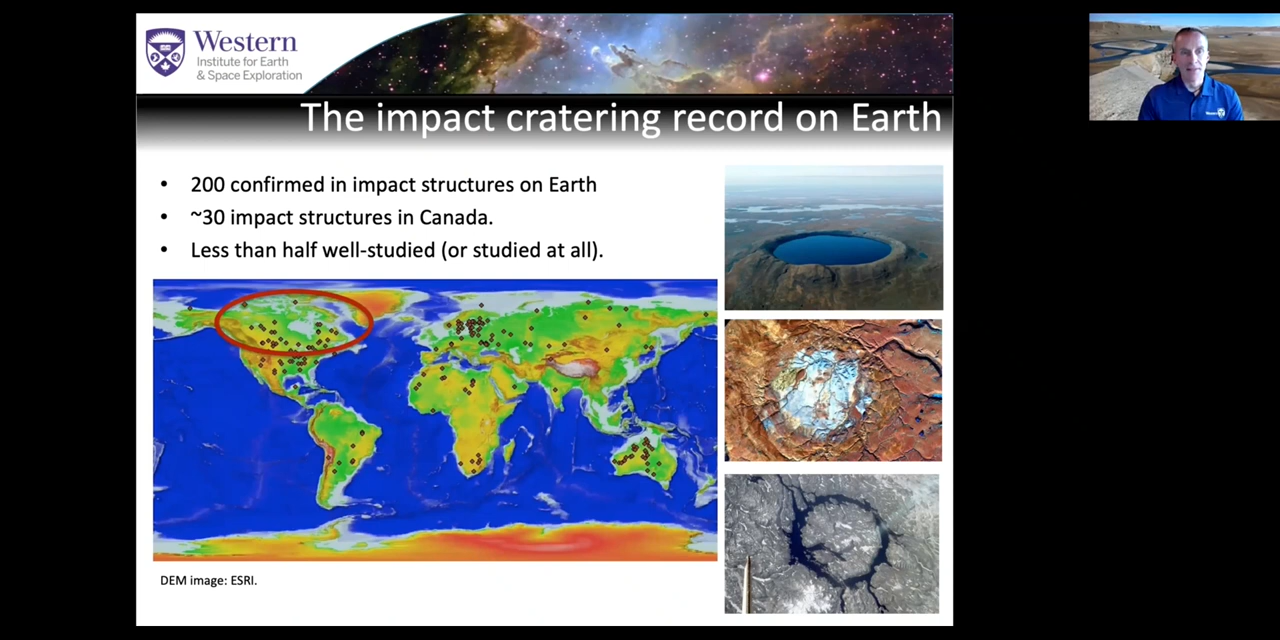 Western
Institute for Earth
& Space Exploration
The impact cratering record on Earth
• 200 confirmed in impact structures on Earth
• ~30 impact structures in Canada.
• Less than half well-studied (or studied at all).
DEM image: ESRI.
Western